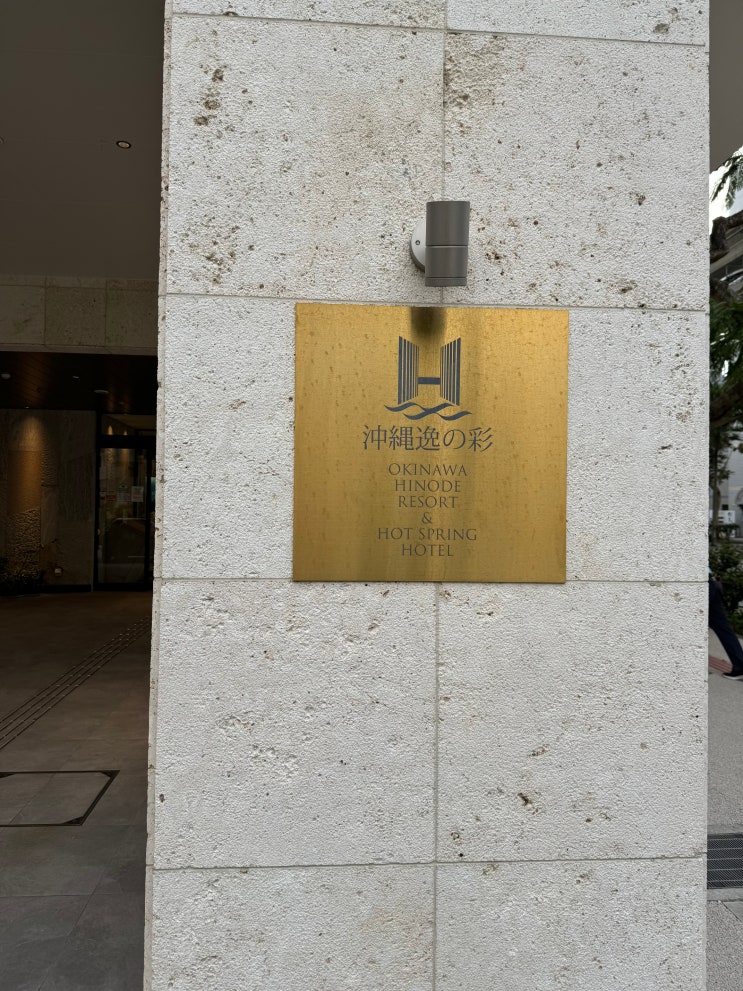 沖縄逸の彩
OKINAWA
HINODE
RESORT
&
HOT SPRING
HOTEL